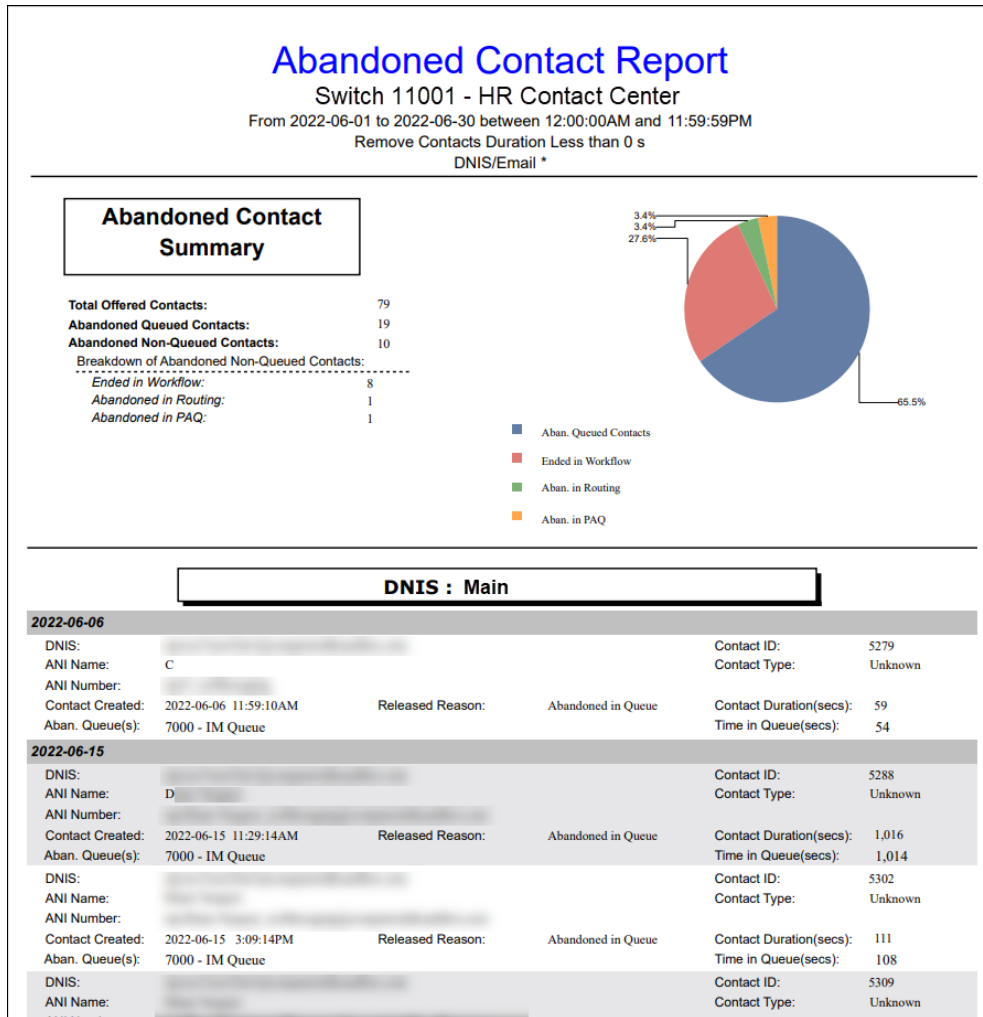 Abandoned Contact Report
Switch 11001 - HR Contact Center
From 2022-06-01 to 2022-06-30 between 12:00:00AM and 11:59:59PM
Remove Contacts Duration Less than 0 s
DNIS/Email *
Abandoned Contact
Summary
Total Offered Contacts: 79
Abandoned Queued Contacts: 19
Abandoned Non-Queued Contacts: 10
Breakdown of Abandoned Non-Queued Contacts:
Ended in Workflow: 8
Abandoned in Routing: 1
Abandoned in PAQ: 1
3.4%
3.4%
27.6%
65.5%
Aban. Queued Contacts
Ended in Workflow
Aban. in Routing
Aban. in PAQ
DNIS : Main
2022-06-06
DNIS: Contact ID: 5279
ANI Name: C Contact Type: Unknown
ANI Number:
Contact Created: 2022-06-06 11:59:10AM Released Reason: Abandoned in Queue Contact Duration(secs): 59
Aban. Queue(s): 7000 - IM Queue Time in Queue(secs): 54
2022-06-15
DNIS: Contact ID: 5288
ANI Name: D Contact Type: Unknown
ANI Number:
Contact Created: 2022-06-15 11:29:14AM Released Reason: Abandoned in Queue Contact Duration(secs): 1,016
Aban. Queue(s): 7000 - IM Queue Time in Queue(secs): 1,014
DNIS: Contact ID: 5302
ANI Name: Contact Type: Unknown
ANI Number:
Contact Created: 2022-06-15 3:09:14PM Released Reason: Abandoned in Queue Contact Duration(secs): 111
Aban. Queue(s): 7000 - IM Queue Time in Queue(secs): 108
DNIS: Contact ID: 5309
ANI Name: Contact Type: Unknown